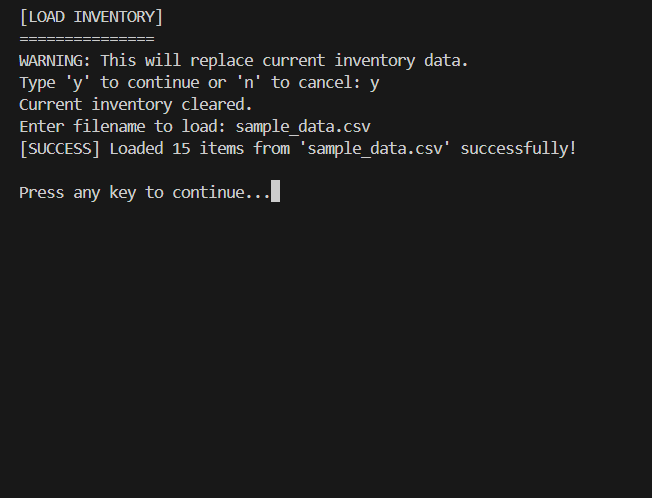 [LOAD INVENTORY]
===============
WARNING: This will replace current inventory data.
Type 'y' to continue or 'n' to cancel: y
Current inventory cleared.
Enter filename to load: sample_data.csv
[SUCCESS] Loaded 15 items from 'sample_data.csv' successfully!
Press any key to continue...